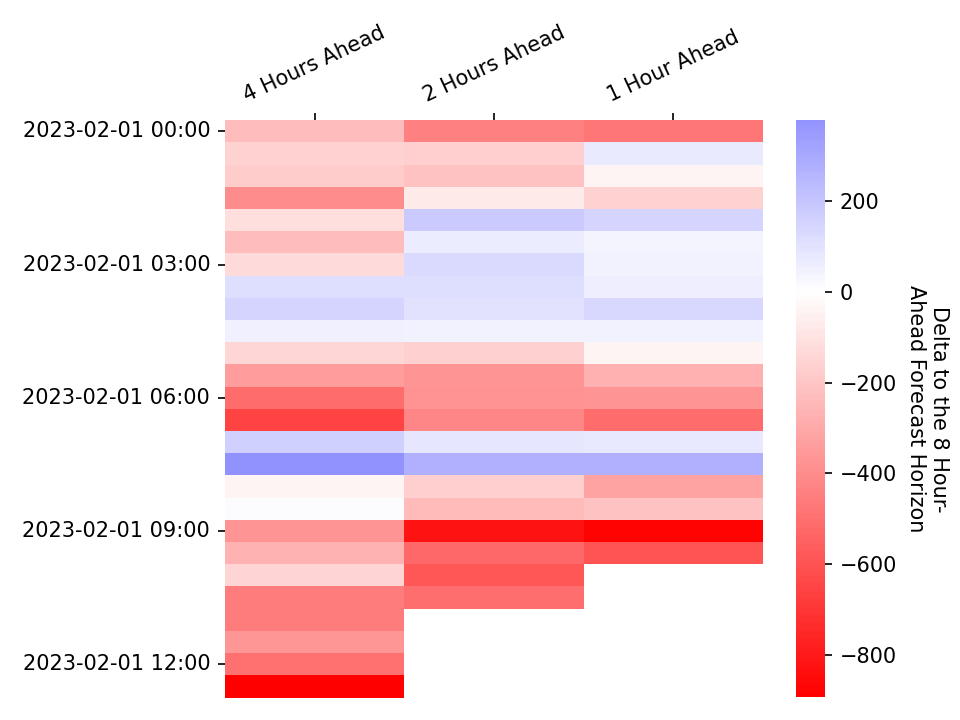 4 Hours Ahead
2 Hours Ahead
1 Hour Ahead
2023-02-01 00:00
2023-02-01 03:00
2023-02-01 06:00
2023-02-01 09:00
2023-02-01 12:00
200
0
−200
−400
−600
−800
Delta to the 8 Hour-
Ahead Forecast Horizon